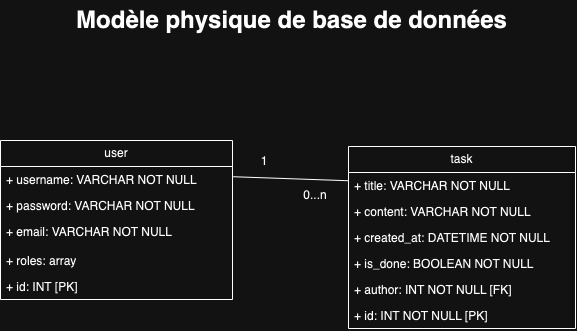 Modèle physique de base de données
user
+ username: VARCHAR NOT NULL
+ password: VARCHAR NOT NULL
+ email: VARCHAR NOT NULL
+ roles: array
+ id: INT [PK]
1
0...n
task
+ title: VARCHAR NOT NULL
+ content: VARCHAR NOT NULL
+ created_at: DATETIME NOT NULL
+ is_done: BOOLEAN NOT NULL
+ author: INT NOT NULL [FK]
+ id: INT NOT NULL [PK]